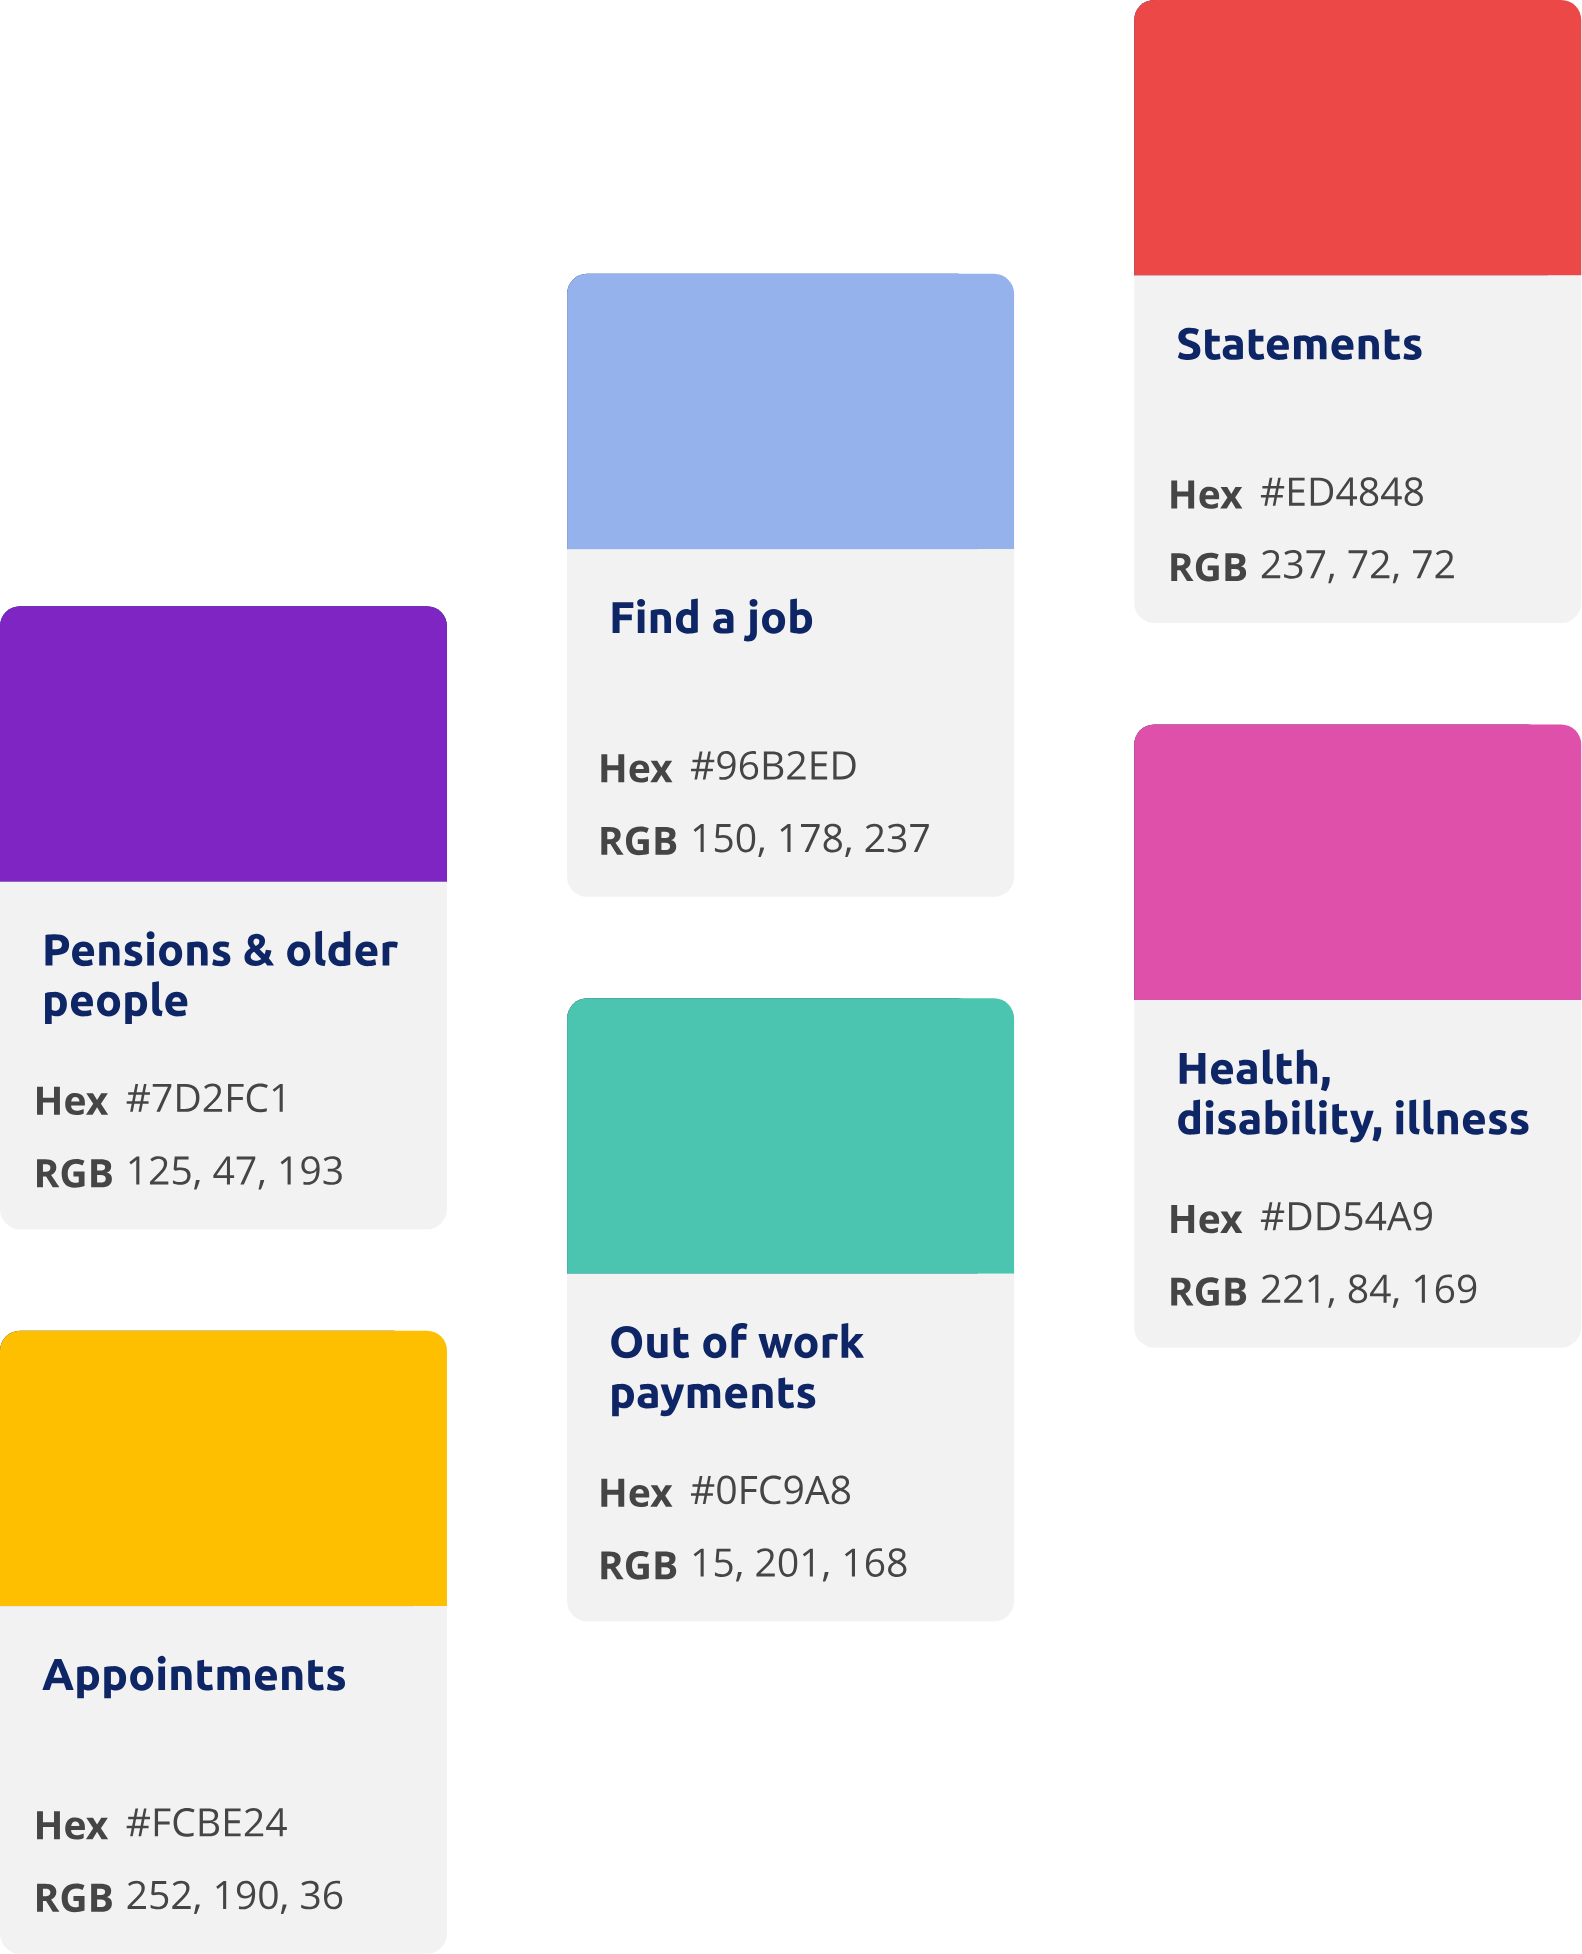 Statements
Hex #ED4848
RGB 237, 72, 72
Find a job
Hex #96B2ED
RGB 150, 178, 237
Pensions & older
people
Hex #7D2FC1
RGB 125, 47, 193
Health,
disability, illness
Hex #DD54A9
RGB 221, 84, 169
Out of work
payments
Hex #0FC9A8
RGB 15, 201, 168
Appointments
Hex #FCBE24
RGB 252, 190, 36